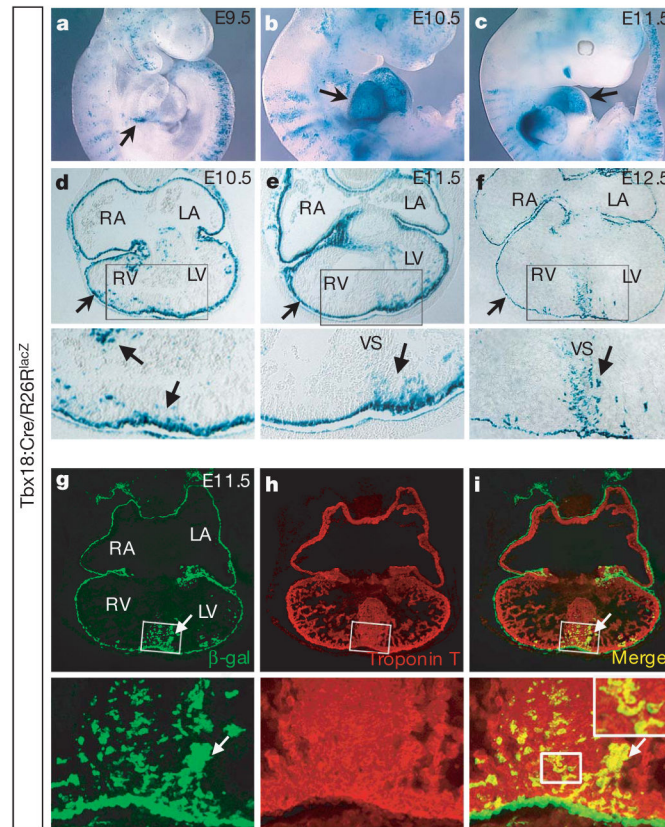 Tbx18:Cre/R26R^lacZ
a E9.5
b E10.5
c E11.5
d E10.5
RA LA
RV LV
e E11.5
RA LA
RV LV
f E12.5
RA LA
RV LV
VS
VS
g E11.5
RA LA
RV LV
β-gal
h
Troponin T
i
Merge